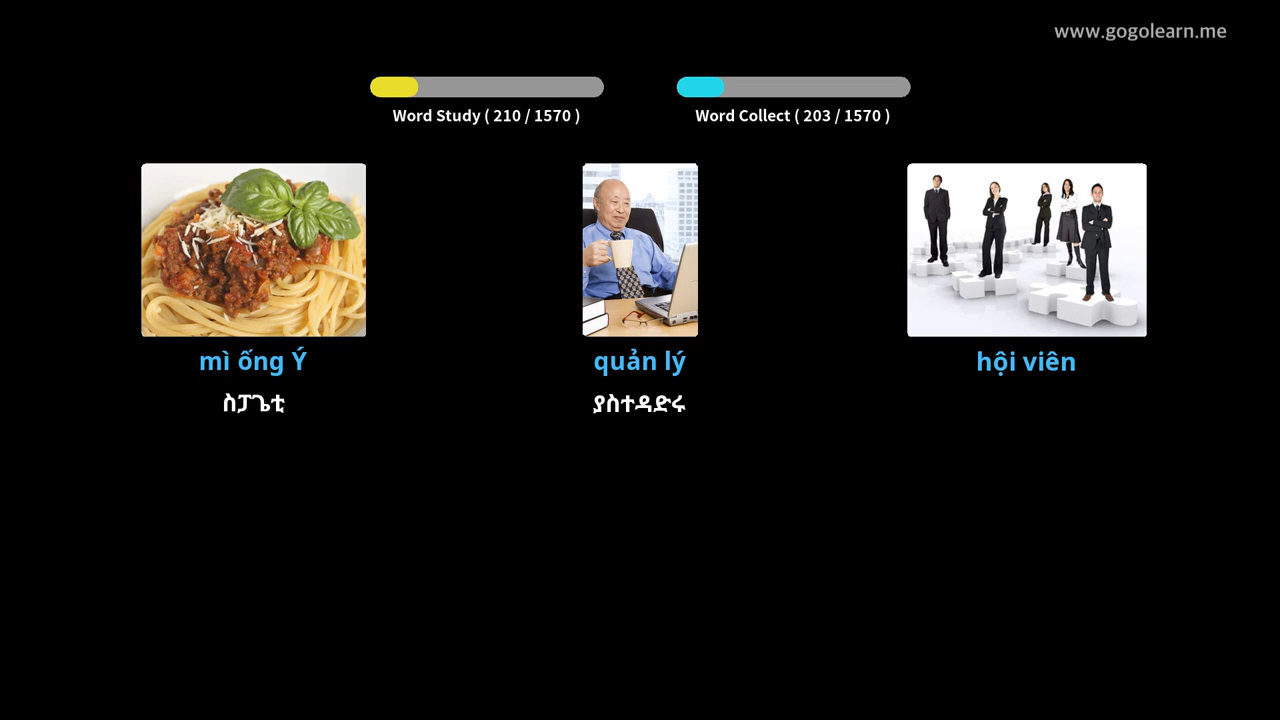 www.gogolearn.me
Word Study ( 210 / 1570 )
Word Collect ( 203 / 1570 )
mì ống Ý
quản lý
hội viên
ስፓጌቲ
ያስተዳድሩ